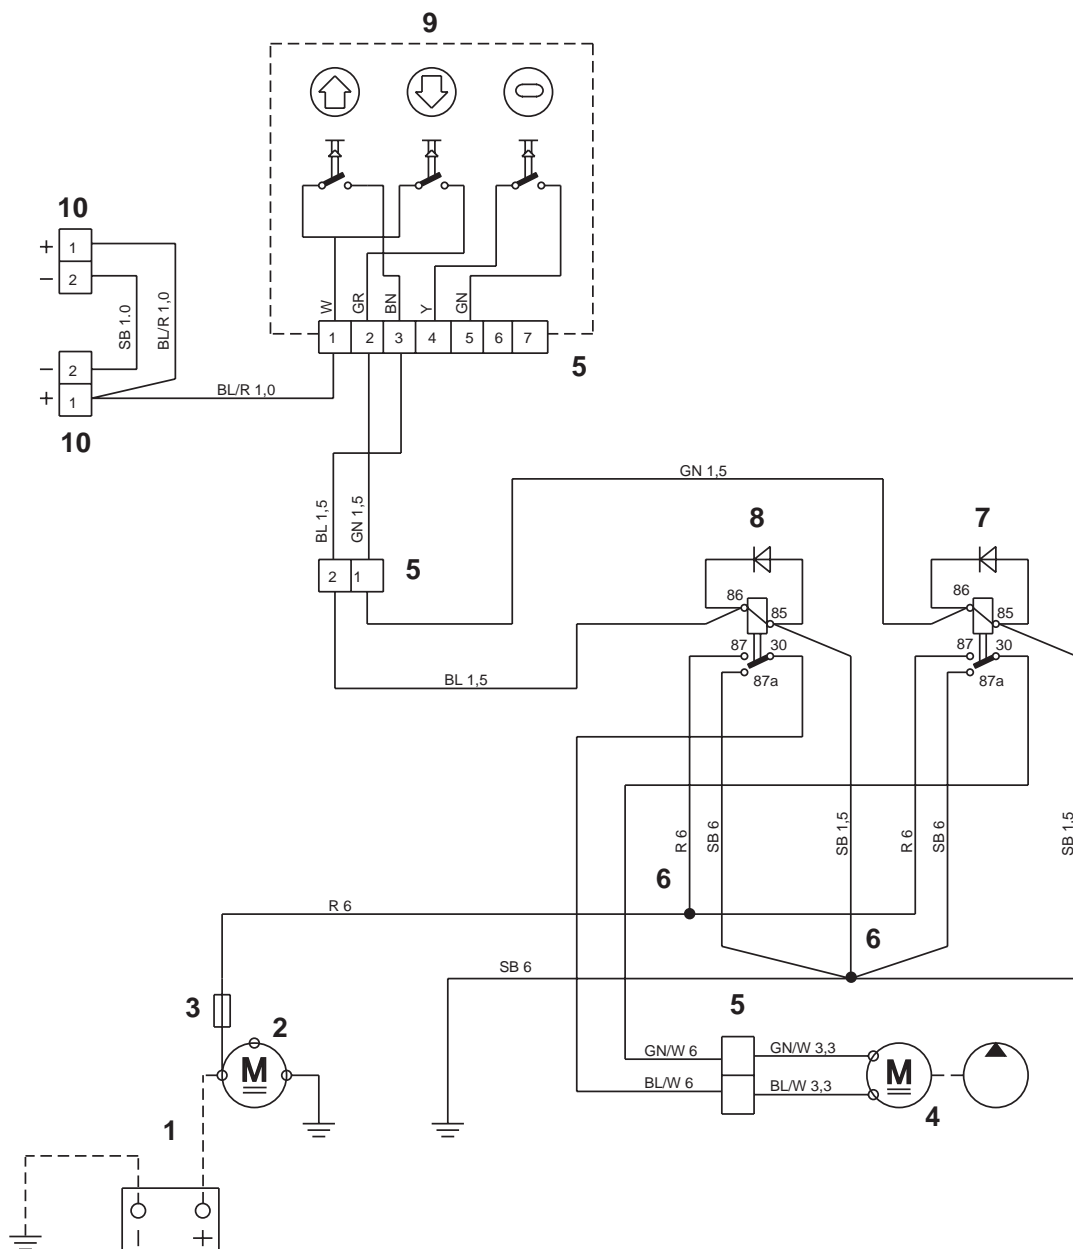 9
10
+ 1
– 2
SB 1.0
BL/R 1,0
– 2
+ 1
10
W
GR
BN
Y
GN
1 2 3 4 5 6 7
5
BL/R 1,0
BL 1,5
GN 1,5
2 1
5
GN 1,5
8
7
86
85
87
30
87a
86
85
87
30
87a
BL 1,5
R 6
SB 6
SB 1,5
R 6
SB 6
SB 1,5
6
R 6
6
SB 6
3
2
M
5
GN/W 6
GN/W 3,3
BL/W 6
BL/W 3,3
M
4
1
– +